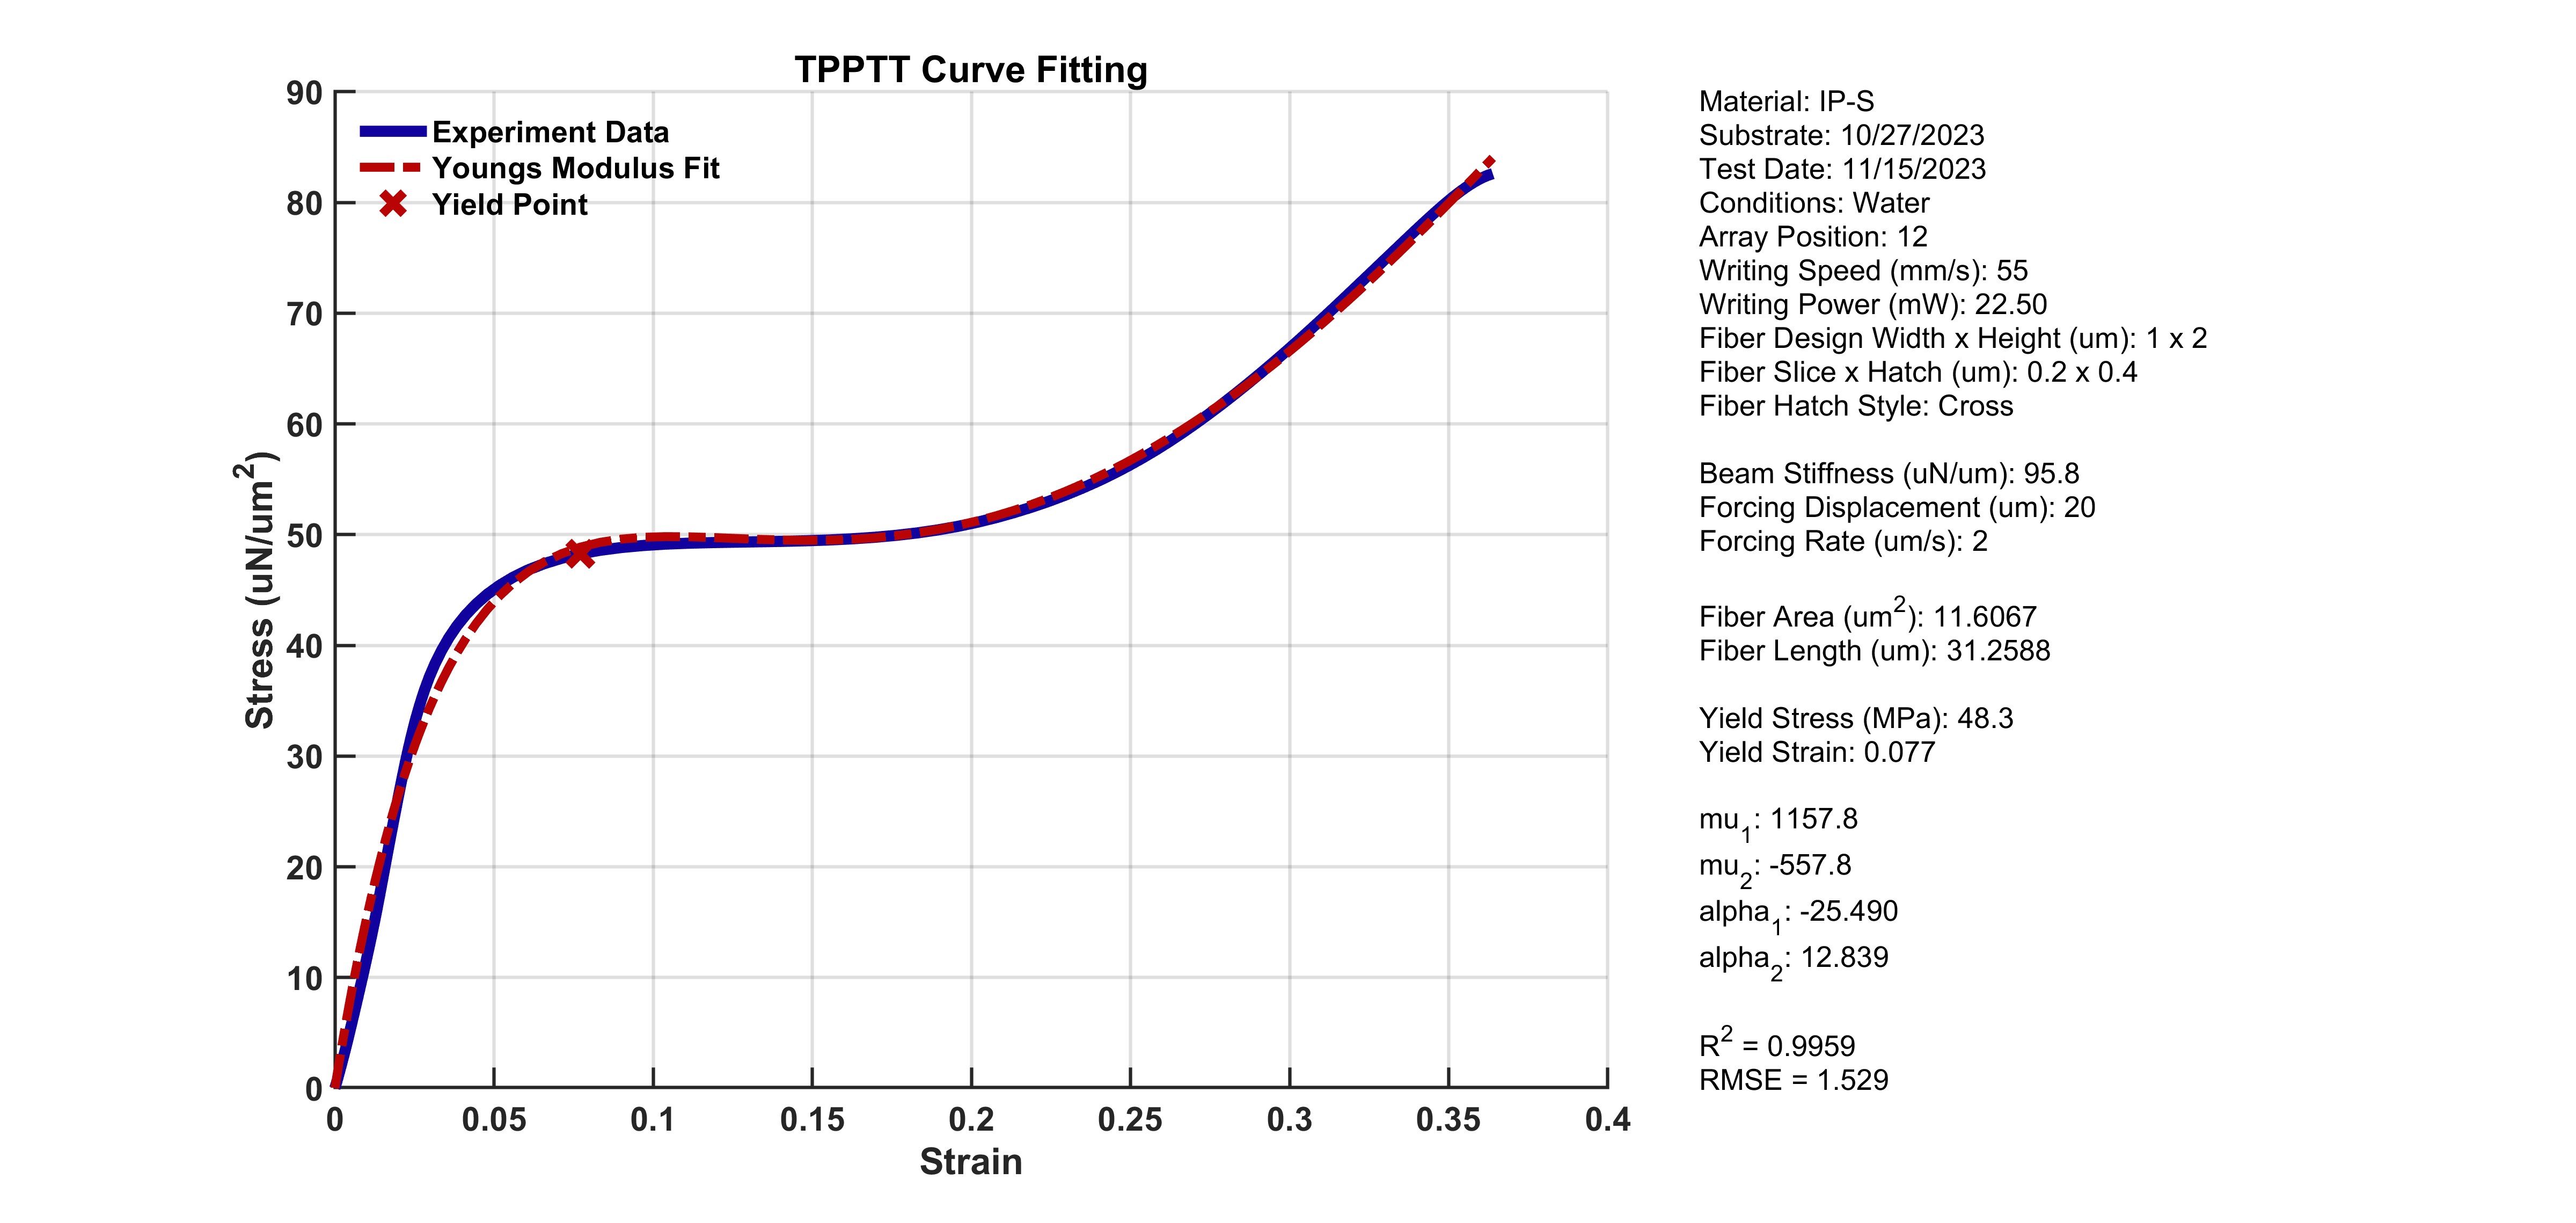 TPPTT Curve Fitting
90
80
70
60
50
40
30
20
10
0
Stress (uN/um²)
Experiment Data
Youngs Modulus Fit
Yield Point
0 0.05 0.1 0.15 0.2 0.25 0.3 0.35 0.4
Strain
Material: IP-S
Substrate: 10/27/2023
Test Date: 11/15/2023
Conditions: Water
Array Position: 12
Writing Speed (mm/s): 55
Writing Power (mW): 22.50
Fiber Design Width x Height (um): 1 x 2
Fiber Slice x Hatch (um): 0.2 x 0.4
Fiber Hatch Style: Cross
Beam Stiffness (uN/um): 95.8
Forcing Displacement (um): 20
Forcing Rate (um/s): 2
Fiber Area (um²): 11.6067
Fiber Length (um): 31.2588
Yield Stress (MPa): 48.3
Yield Strain: 0.077
mu₁: 1157.8
mu₂: -557.8
alpha₁: -25.490
alpha₂: 12.839
R² = 0.9959
RMSE = 1.529